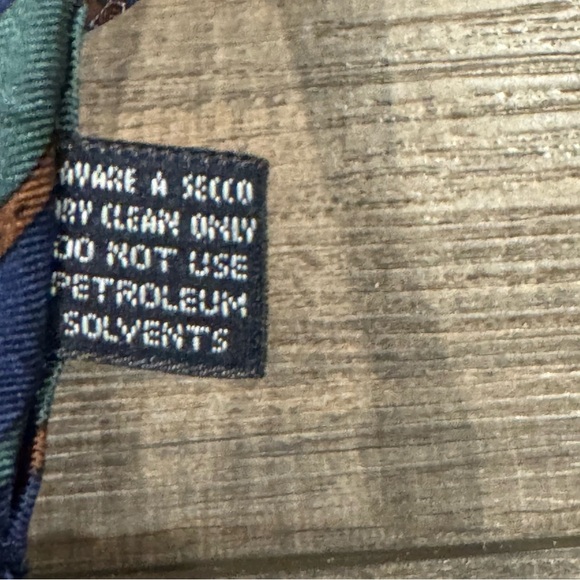 AVARE A SECCO
RY CLEAN ONLY
DO NOT USE
PETROLEUM
SOLVENTS